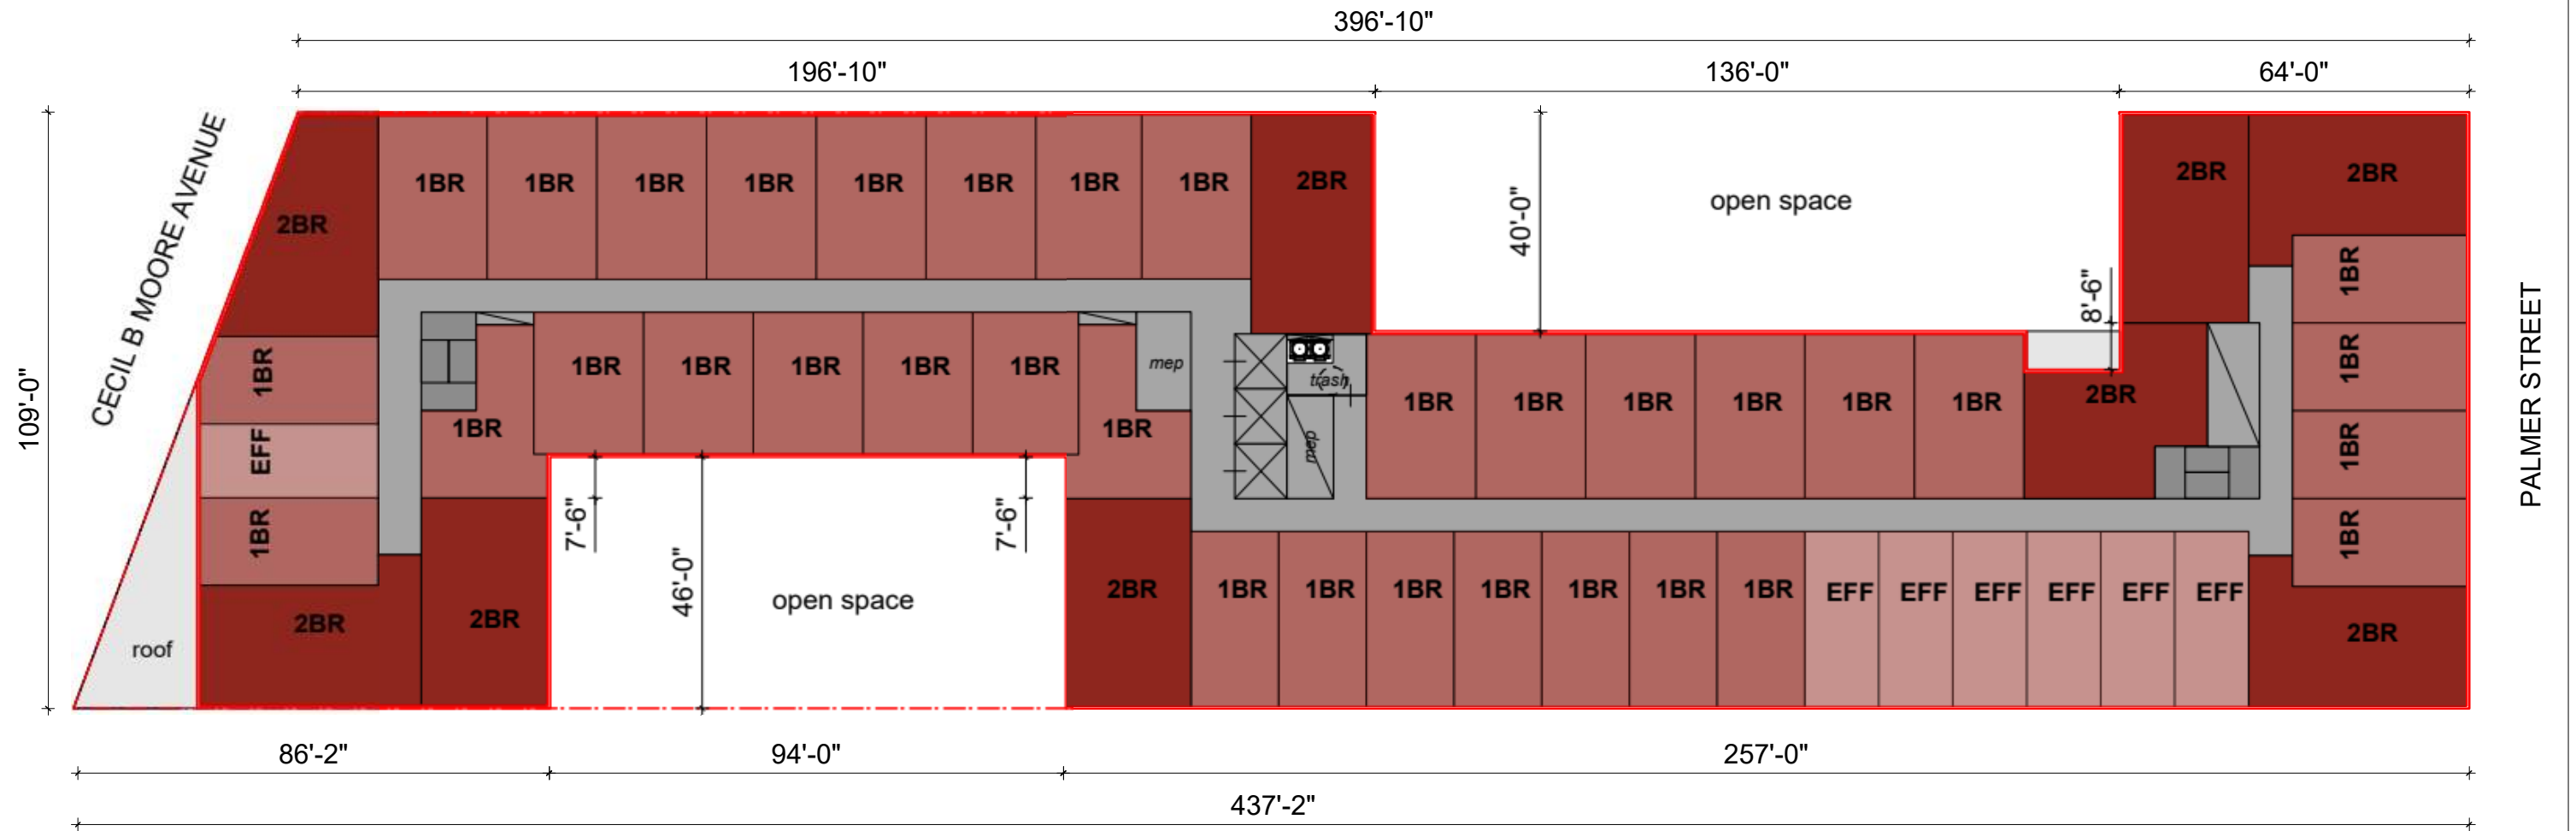 396'-10"
196'-10"
136'-0"
64'-0"
CECIL B MOORE AVENUE
109'-0"
PALMER STREET
2BR
1BR
1BR
1BR
1BR
1BR
1BR
1BR
1BR
2BR
40'-0"
open space
8'-6"
2BR
2BR
1BR
1BR
1BR
1BR
2BR
1BR
EFF
1BR
2BR
2BR
1BR
1BR
1BR
1BR
1BR
1BR
1BR
mep
trash
mep
1BR
1BR
1BR
1BR
1BR
1BR
2BR
7'-6"
46'-0"
7'-6"
open space
roof
2BR
1BR
1BR
1BR
1BR
1BR
1BR
1BR
EFF
EFF
EFF
EFF
EFF
EFF
86'-2"
94'-0"
257'-0"
437'-2"